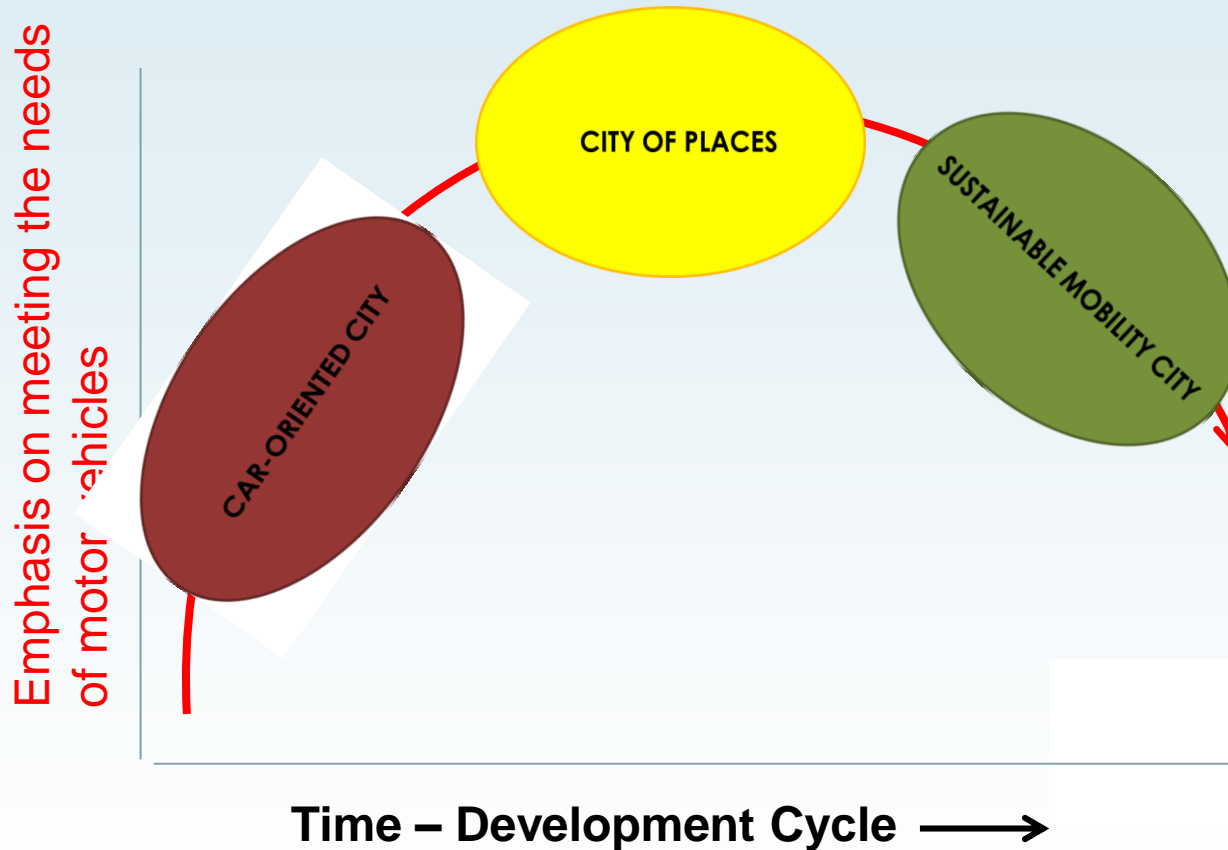 Emphasis on meeting the needs
of motor ehicles
CAR-ORIENTED CITY
CITY OF PLACES
SUSTAINABLE MOBILITY CITY
Time – Development Cycle